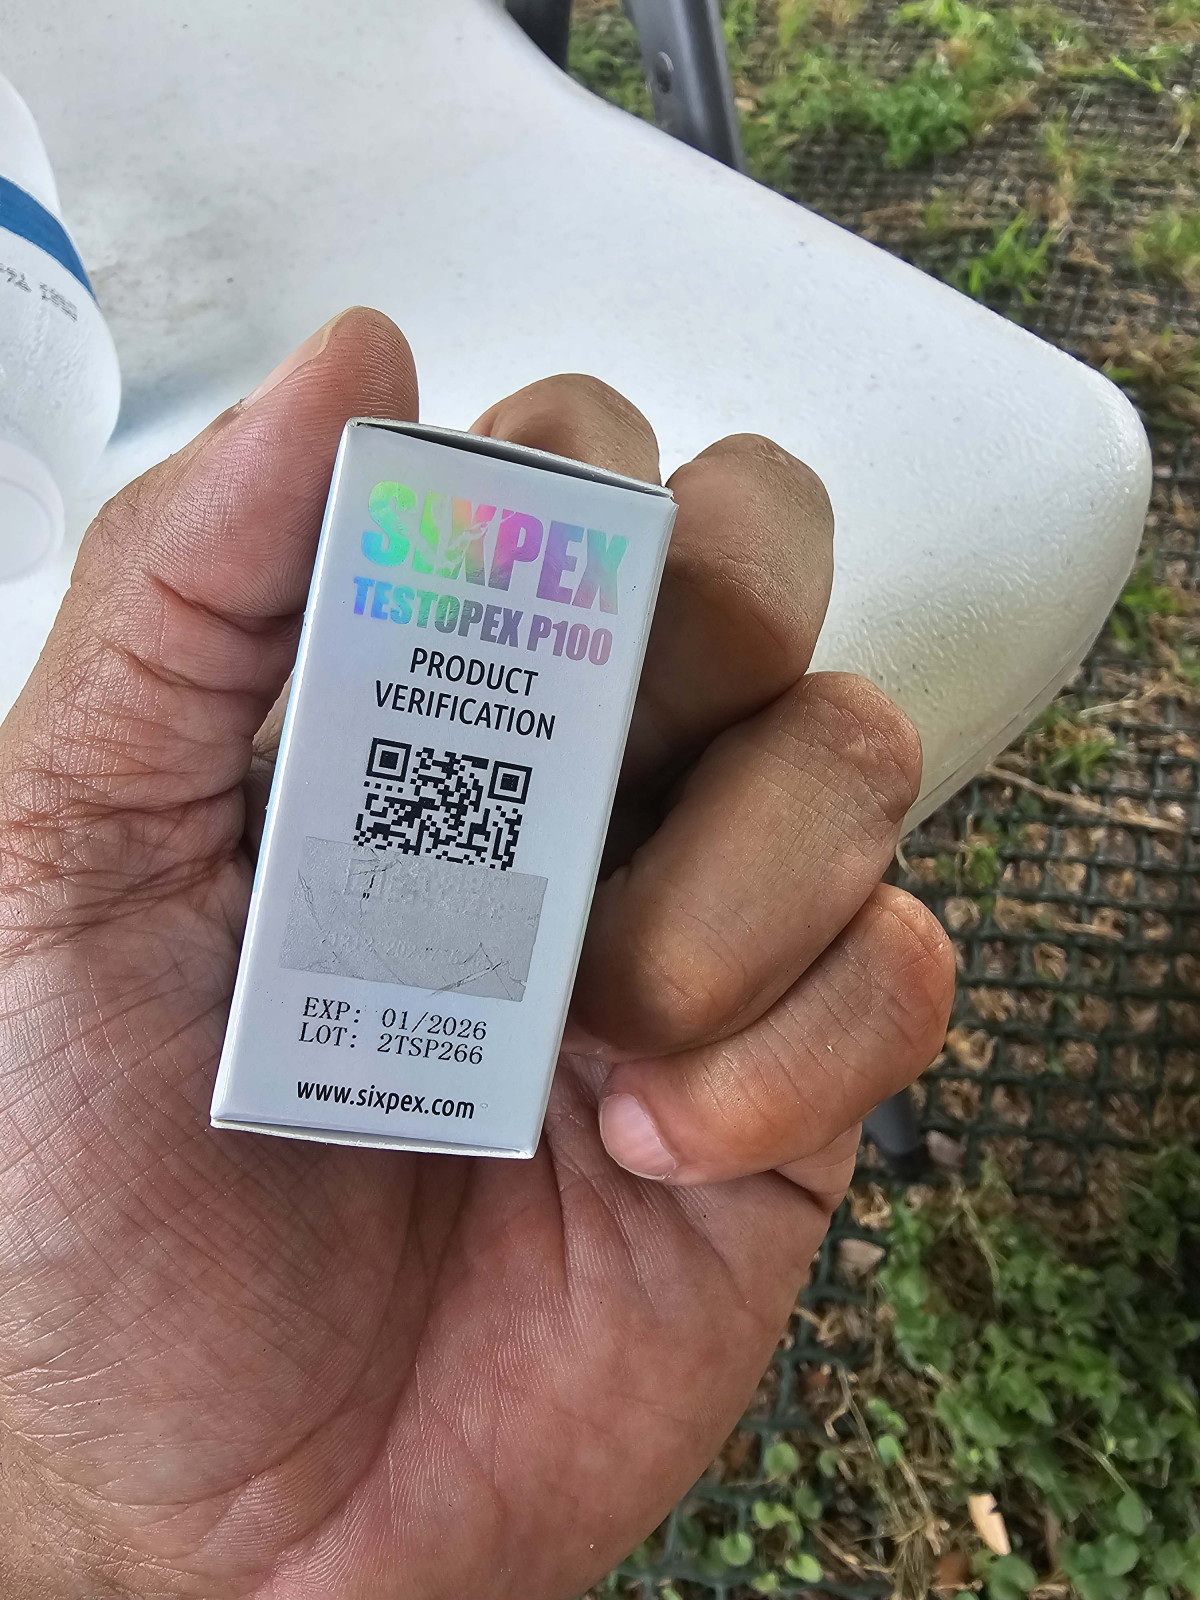 SIXPEX
TESTOPEX P100
PRODUCT
VERIFICATION
EXP: 01/2026
LOT: 2TSP266
www.sixpex.com